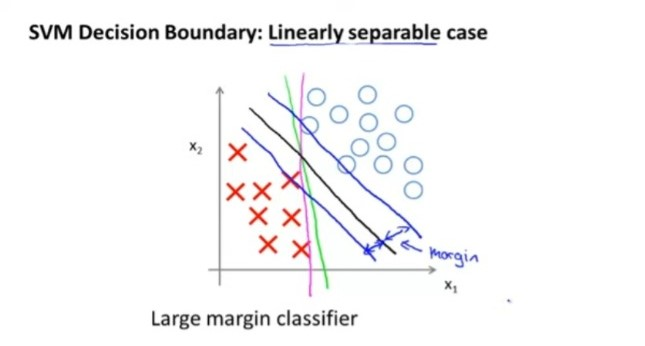 SVM Decision Boundary: Linearly separable case
x₂
margin
x₁
Large margin classifier